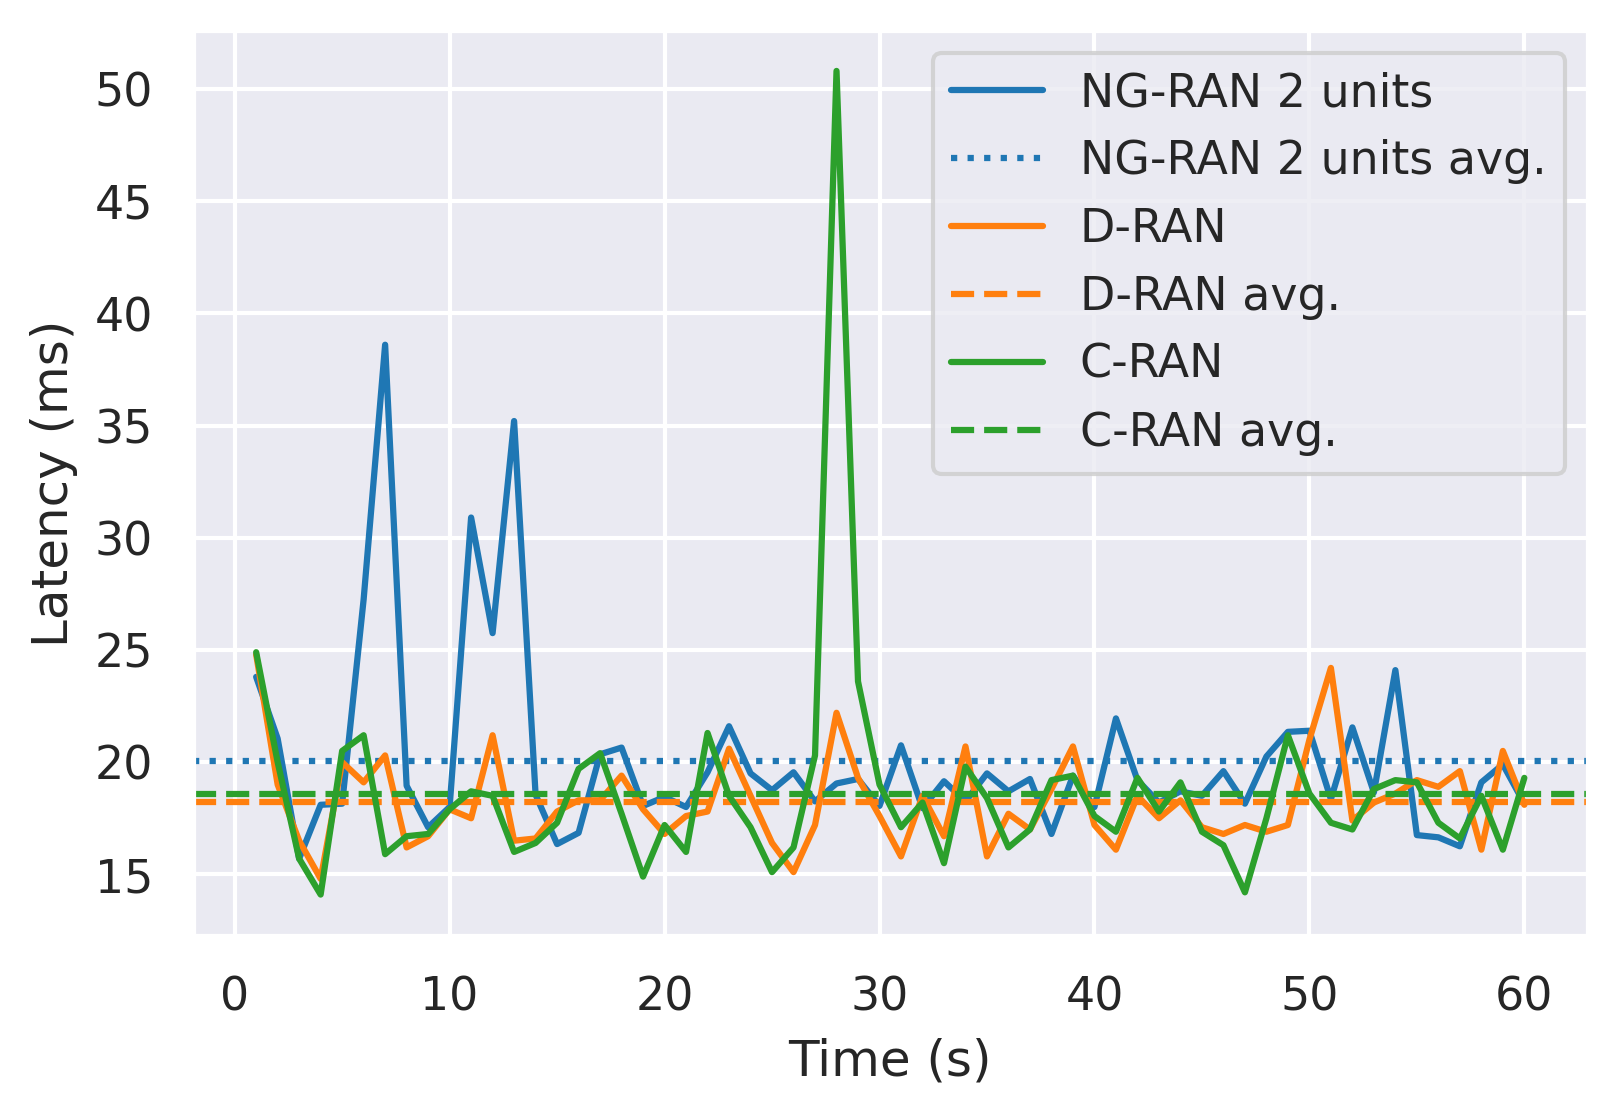 50
45
40
35
30
25
20
15
Latency (ms)
NG-RAN 2 units
NG-RAN 2 units avg.
D-RAN
D-RAN avg.
C-RAN
C-RAN avg.
0 10 20 30 40 50 60
Time (s)